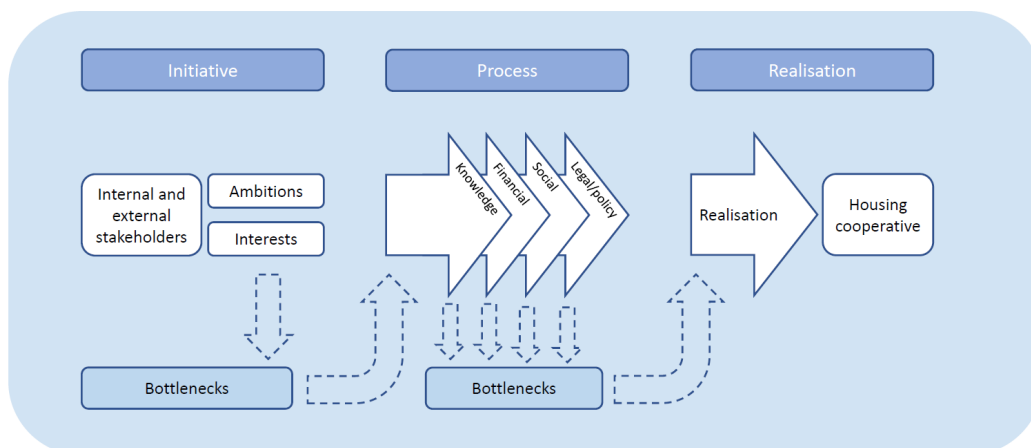 Initiative
Process
Realisation
Internal and
external
stakeholders
Ambitions
Interests
Knowledge
Financial
Social
Legal/policy
Realisation
Housing
cooperative
Bottlenecks
Bottlenecks